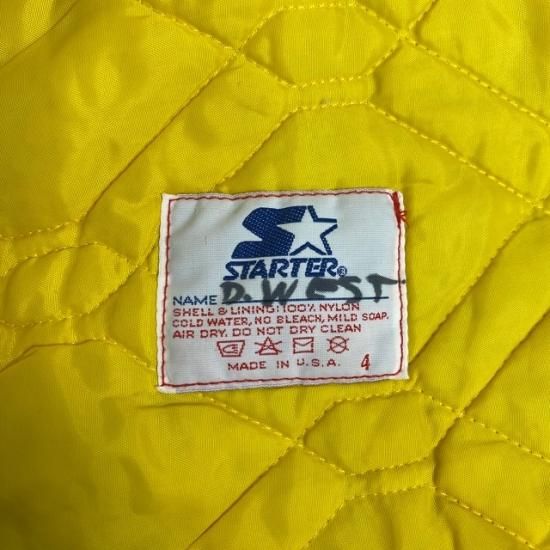 STARTER®
NAME D. WEST
SHELL & LINING: 100% NYLON
COLD WATER, NO BLEACH, MILD SOAP.
AIR DRY. DO NOT DRY CLEAN
MADE IN U.S.A. 4